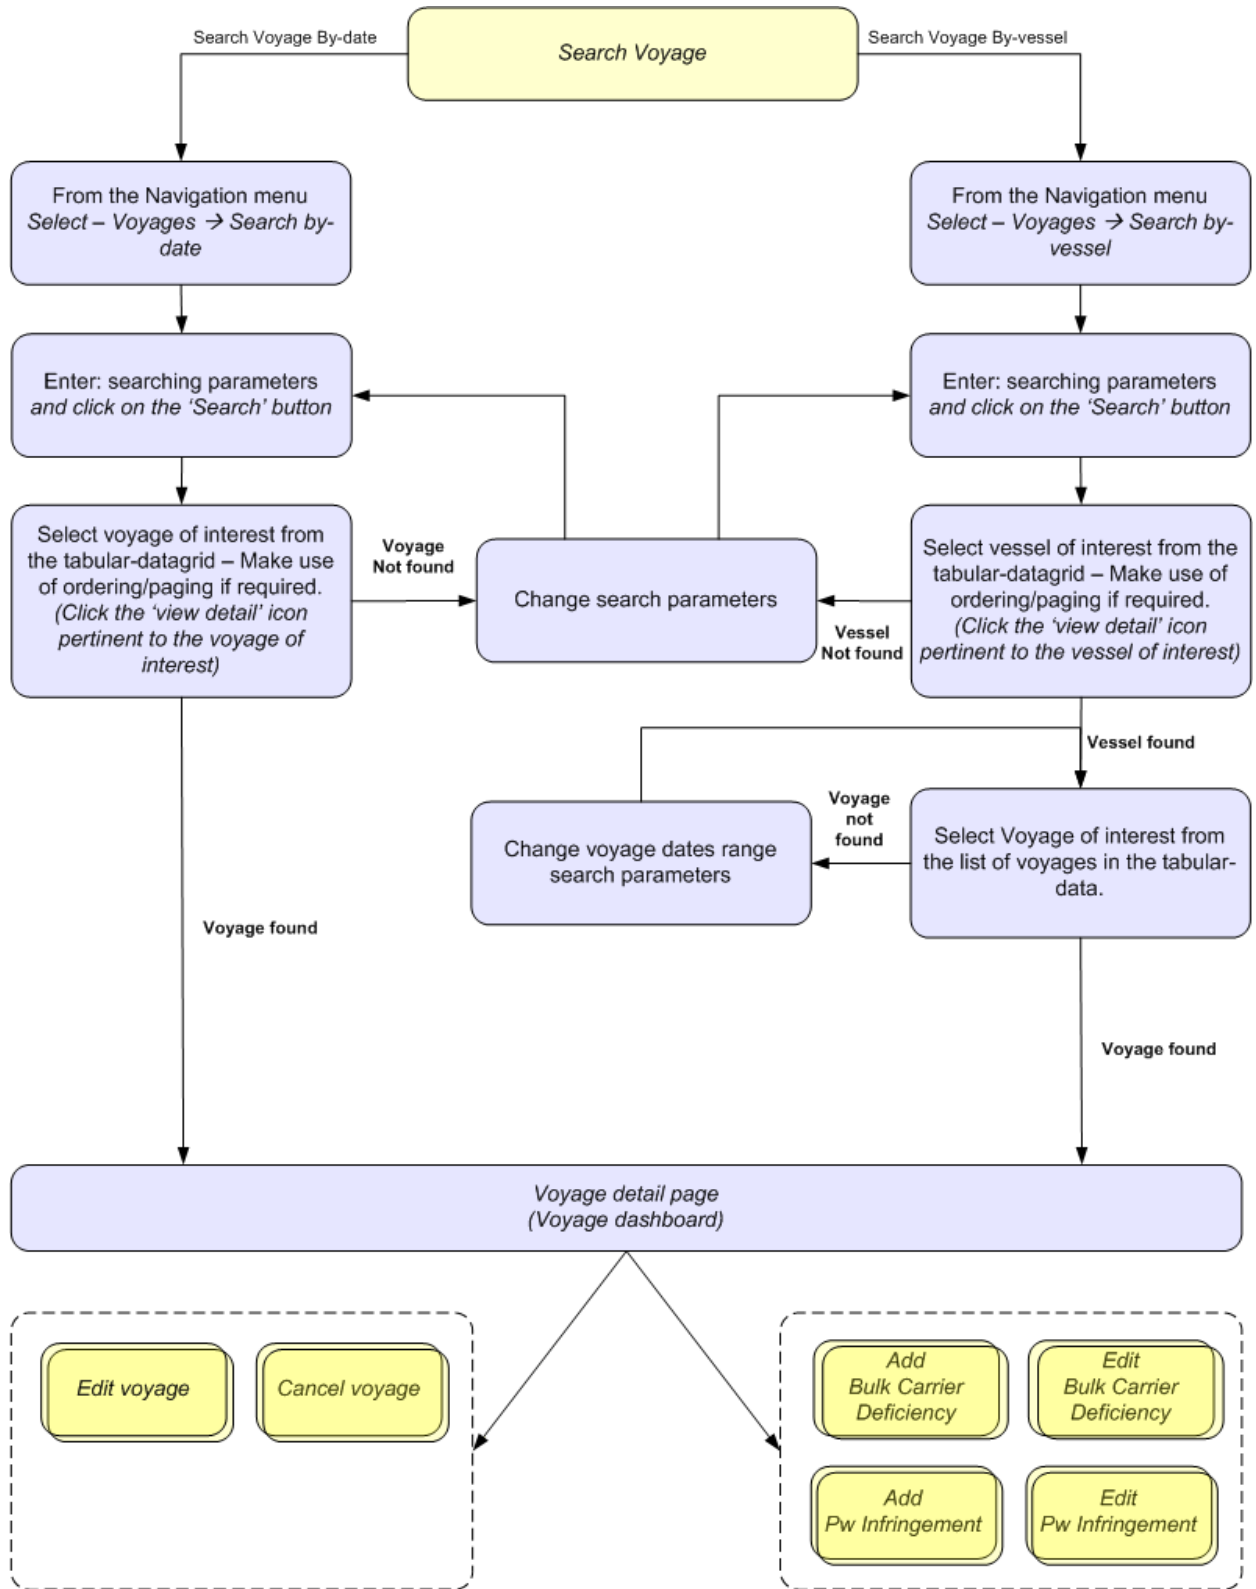 Search Voyage By-date
Search Voyage
Search Voyage By-vessel
From the Navigation menu
Select – Voyages → Search by-
date
From the Navigation menu
Select – Voyages → Search by-
vessel
Enter: searching parameters
and click on the ‘Search’ button
Enter: searching parameters
and click on the ‘Search’ button
Select voyage of interest from
the tabular-datagrid – Make use
of ordering/paging if required.
(Click the ‘view detail’ icon
pertinent to the voyage of
interest)
Voyage
Not found
Change search parameters
Vessel
Not found
Select vessel of interest from the
tabular-datagrid – Make use of
ordering/paging if required.
(Click the ‘view detail’ icon
pertinent to the vessel of interest)
Vessel found
Change voyage dates range
search parameters
Voyage
not
found
Select Voyage of interest from
the list of voyages in the tabular-
data.
Voyage found
Voyage found
Voyage detail page
(Voyage dashboard)
Edit voyage
Cancel voyage
Add
Bulk Carrier
Deficiency
Edit
Bulk Carrier
Deficiency
Add
Pw Infringement
Edit
Pw Infringement